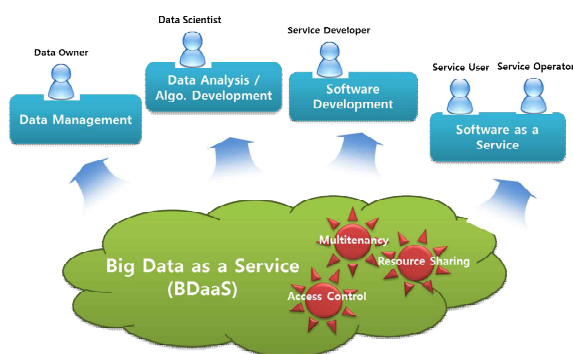 Data Scientist
Service Developer
Data Owner
Service User
Service Operator
Data Management
Data Analysis /
Algo. Development
Software
Development
Software as a
Service
Big Data as a Service
(BDaaS)
Multitenancy
Resource Sharing
Access Control